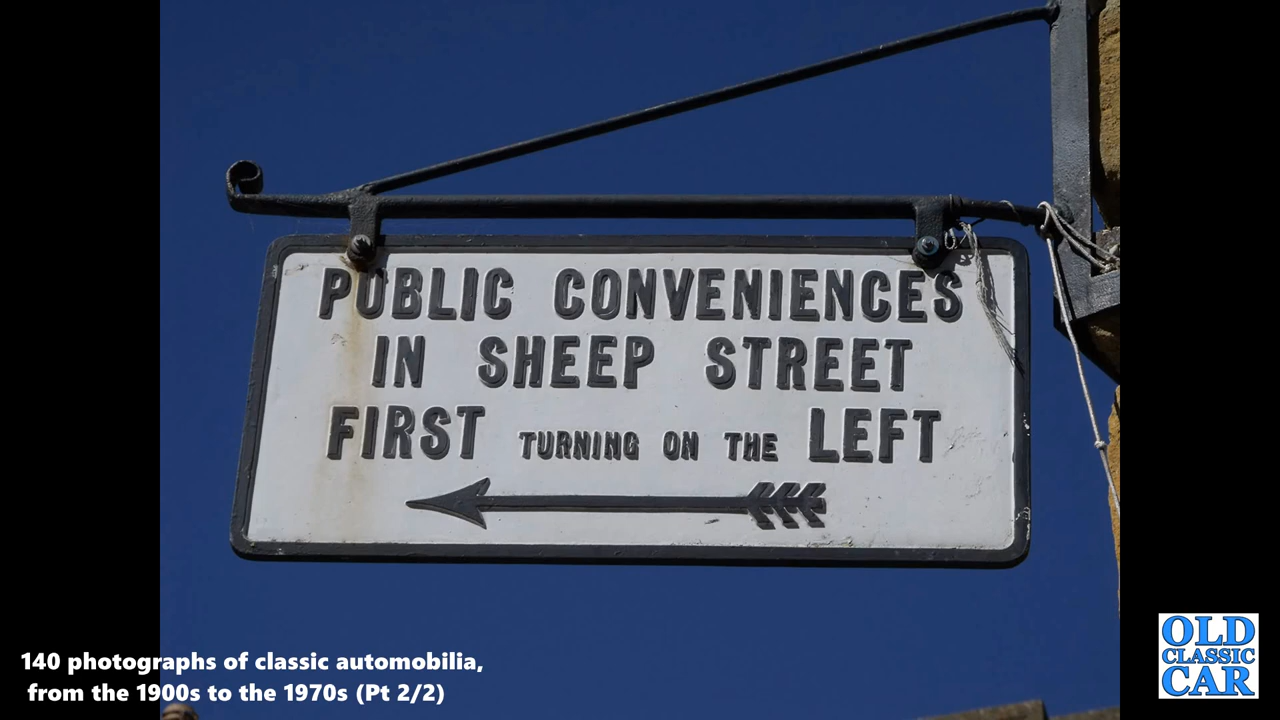 PUBLIC CONVENIENCES
IN SHEEP STREET
FIRST TURNING ON THE LEFT
140 photographs of classic automobilia,
from the 1900s to the 1970s (Pt 2/2)
OLD
CLASSIC
CAR